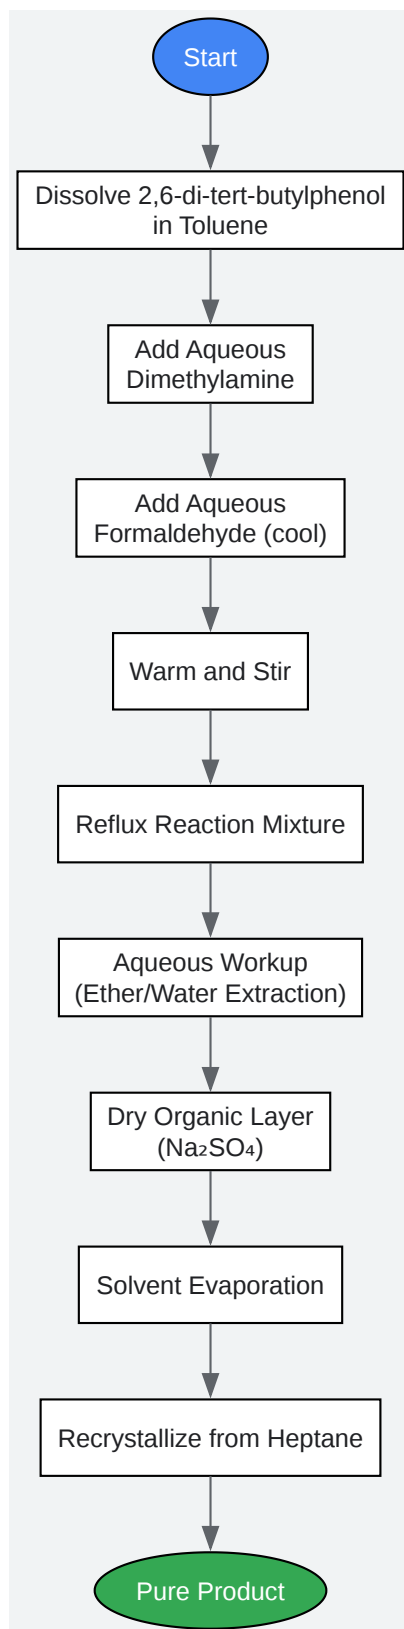 Start
Dissolve 2,6-di-tert-butylphenol
in Toluene
Add Aqueous
Dimethylamine
Add Aqueous
Formaldehyde (cool)
Warm and Stir
Reflux Reaction Mixture
Aqueous Workup
(Ether/Water Extraction)
Dry Organic Layer
(Na₂SO₄)
Solvent Evaporation
Recrystallize from Heptane
Pure Product